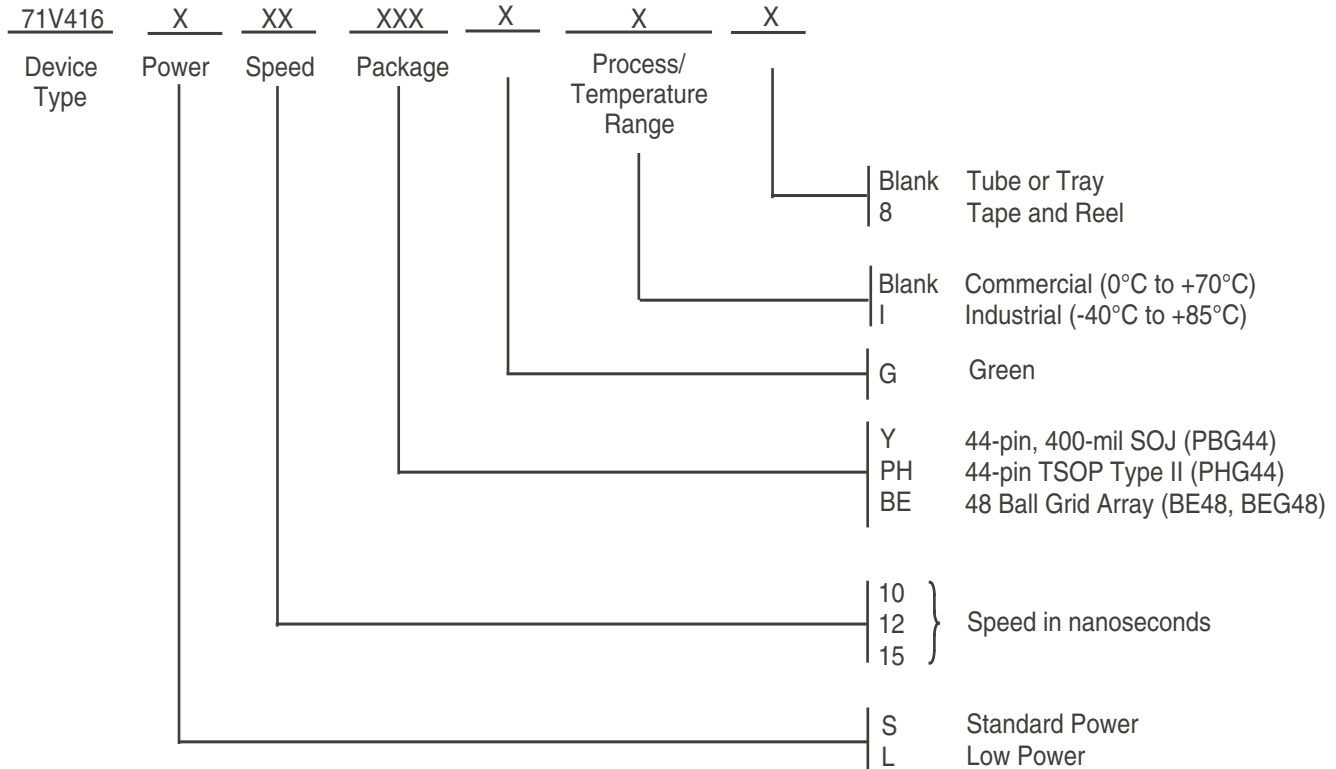 71V416 X XX XXX X X X
Device Type
Power
Speed
Package
Process/
Temperature
Range
Blank Tube or Tray
8 Tape and Reel
Blank Commercial (0°C to +70°C)
I Industrial (-40°C to +85°C)
G Green
Y 44-pin, 400-mil SOJ (PBG44)
PH 44-pin TSOP Type II (PHG44)
BE 48 Ball Grid Array (BE48, BEG48)
10
12 } Speed in nanoseconds
15
S Standard Power
L Low Power